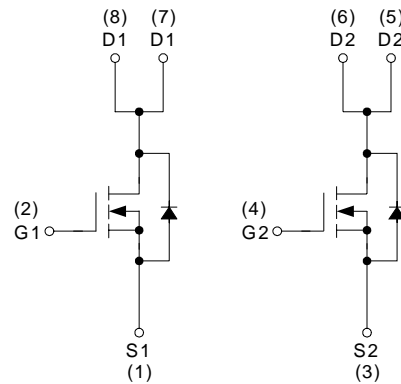 (8) (7) (6) (5)
D1 D1 D2 D2
(2) (4)
G1 G2
S1 S2
(1) (3)